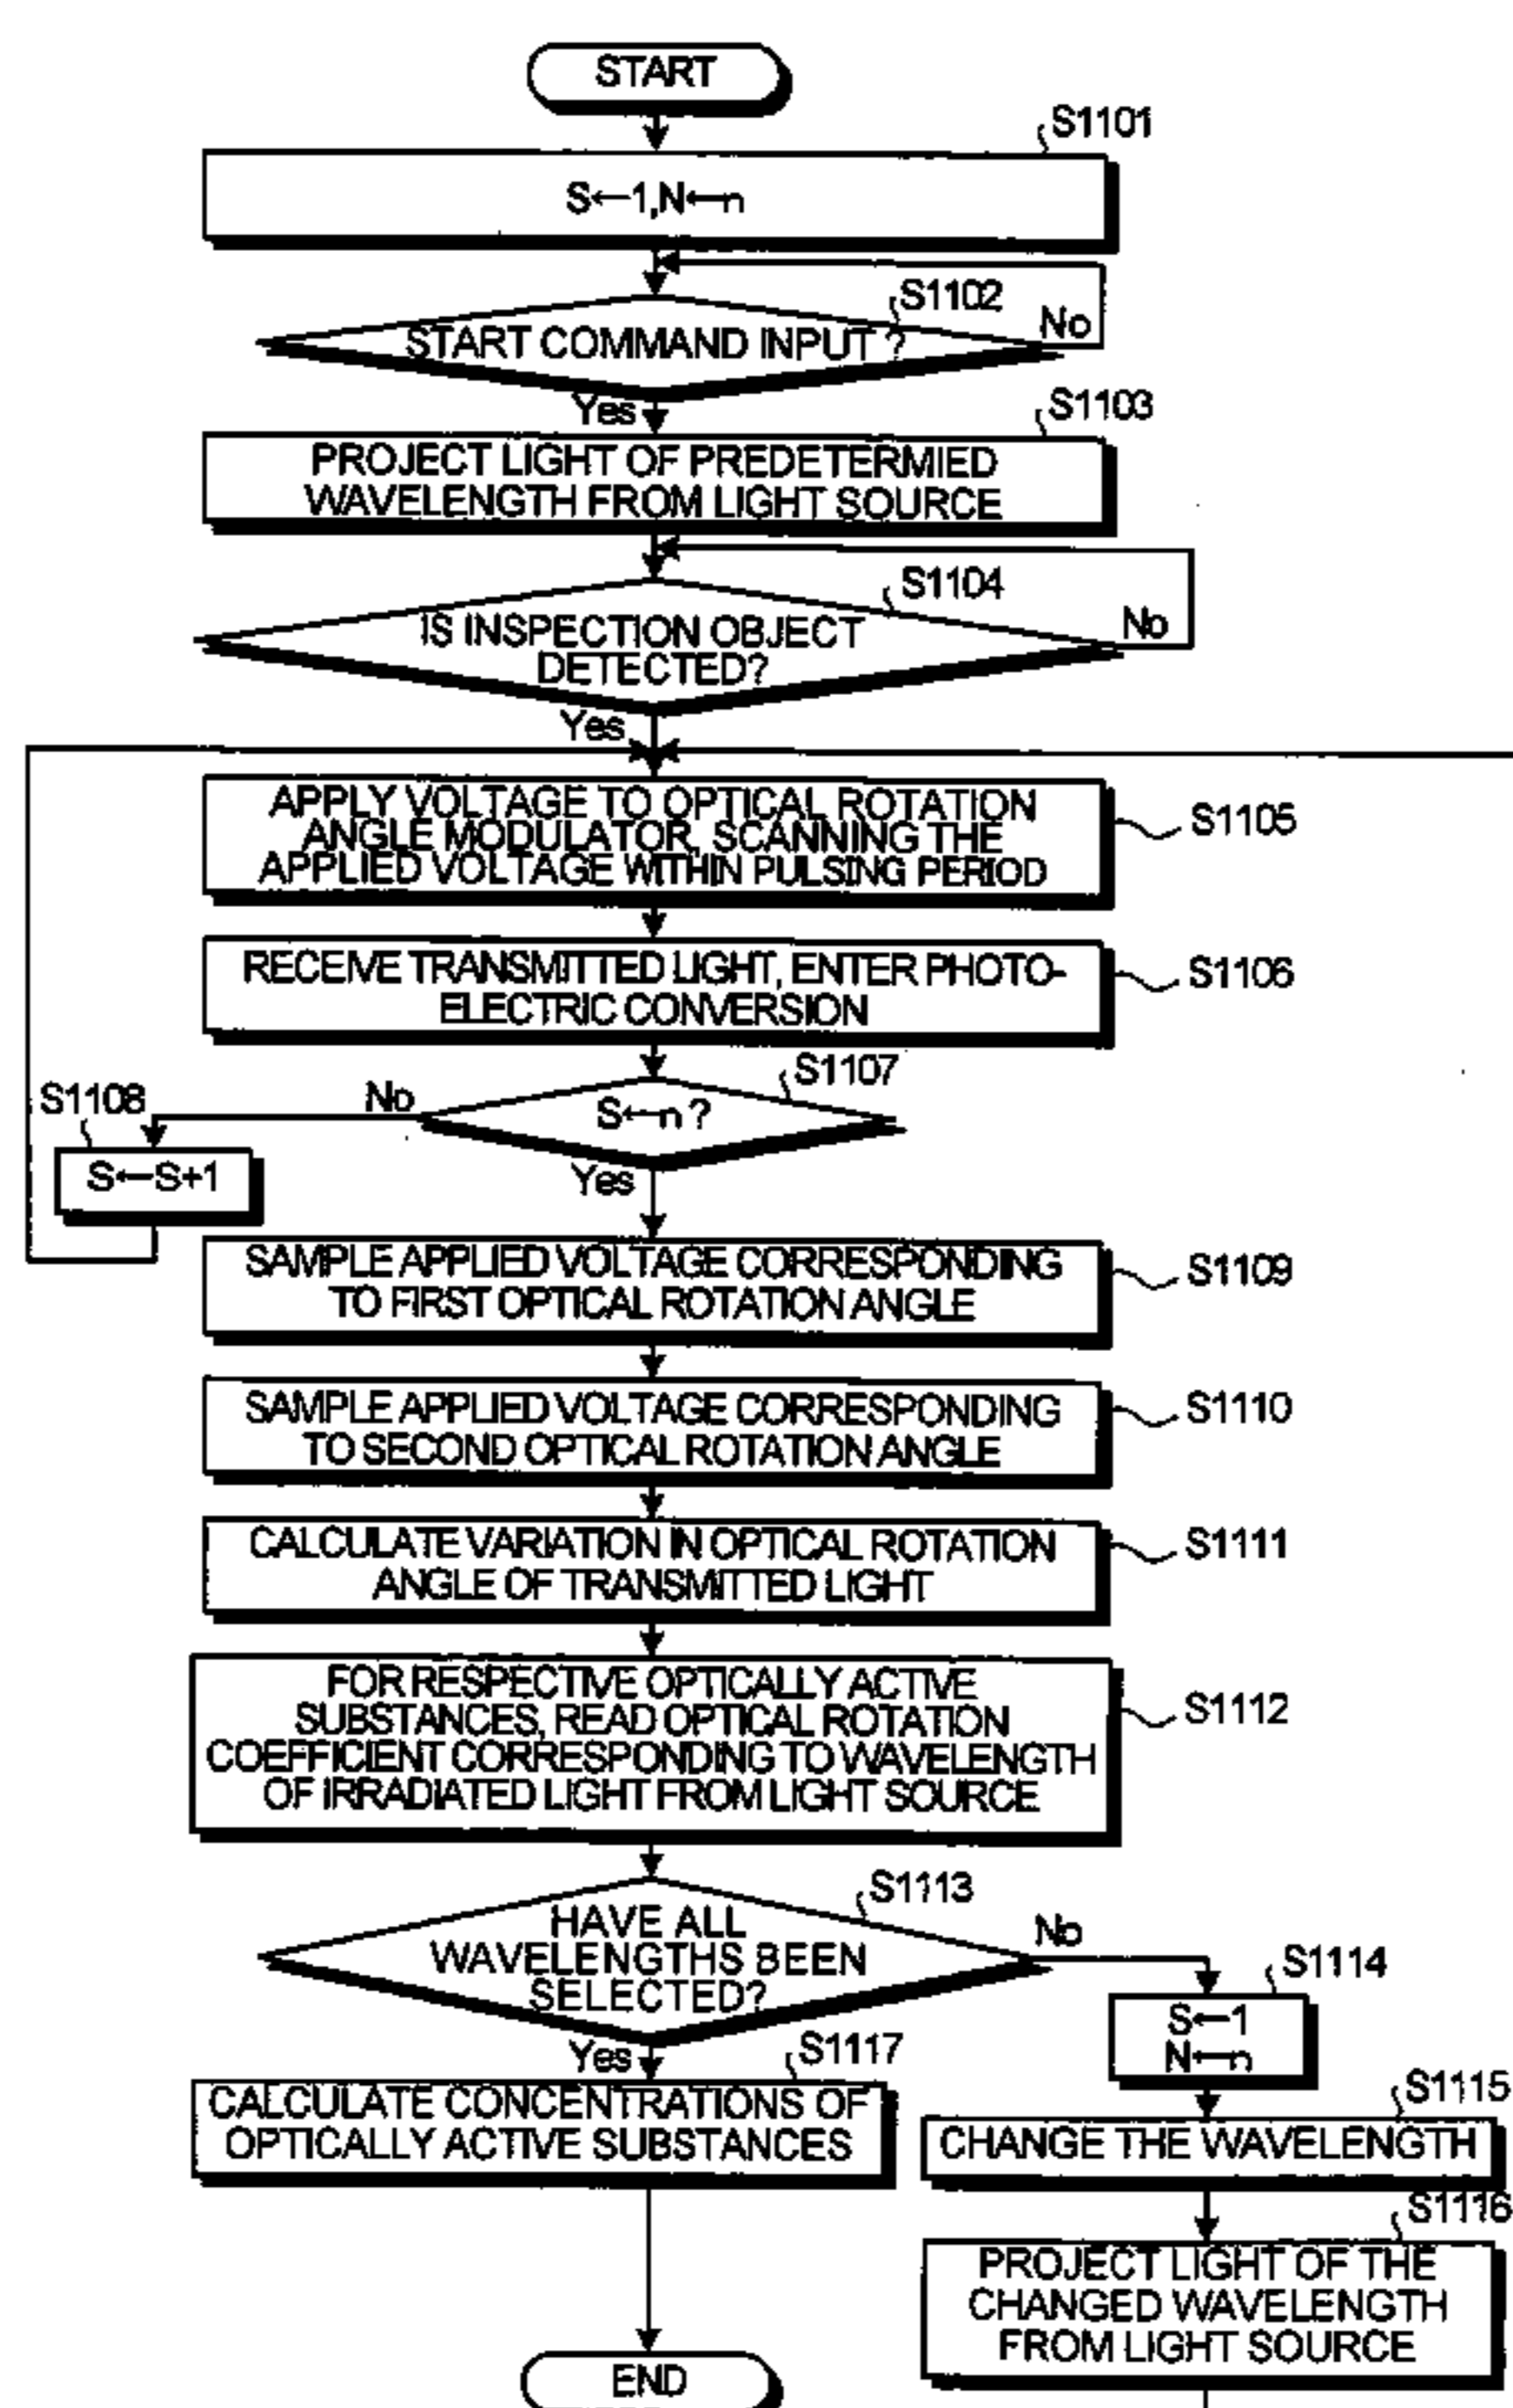 START
S1101
S←1,N←n
S1102
START COMMAND INPUT ?
No
Yes
S1103
PROJECT LIGHT OF PREDETERMIED
WAVELENGTH FROM LIGHT SOURCE
S1104
IS INSPECTION OBJECT
DETECTED?
No
Yes
APPLY VOLTAGE TO OPTICAL ROTATION
ANGLE MODULATOR, SCANNING THE
APPLIED VOLTAGE WITHIN PULSING PERIOD
S1105
RECEIVE TRANSMITTED LIGHT, ENTER PHOTO-
ELECTRIC CONVERSION
S1106
S1107
S←n ?
No
S1108
S←S+1
Yes
SAMPLE APPLIED VOLTAGE CORRESPONDING
TO FIRST OPTICAL ROTATION ANGLE
S1109
SAMPLE APPLIED VOLTAGE CORRESPONDING
TO SECOND OPTICAL ROTATION ANGLE
S1110
CALCULATE VARIATION IN OPTICAL ROTATION
ANGLE OF TRANSMITTED LIGHT
S1111
FOR RESPECTIVE OPTICALLY ACTIVE
SUBSTANCES, READ OPTICAL ROTATION
COEFFICIENT CORRESPONDING TO WAVELENGTH
OF IRRADIATED LIGHT FROM LIGHT SOURCE
S1112
S1113
HAVE ALL
WAVELENGTHS BEEN
SELECTED?
No
S1114
S←1
N←n
Yes
S1117
CALCULATE CONCENTRATIONS OF
OPTICALLY ACTIVE SUBSTANCES
S1115
CHANGE THE WAVELENGTH
S1116
PROJECT LIGHT OF THE
CHANGED WAVELENGTH
FROM LIGHT SOURCE
END